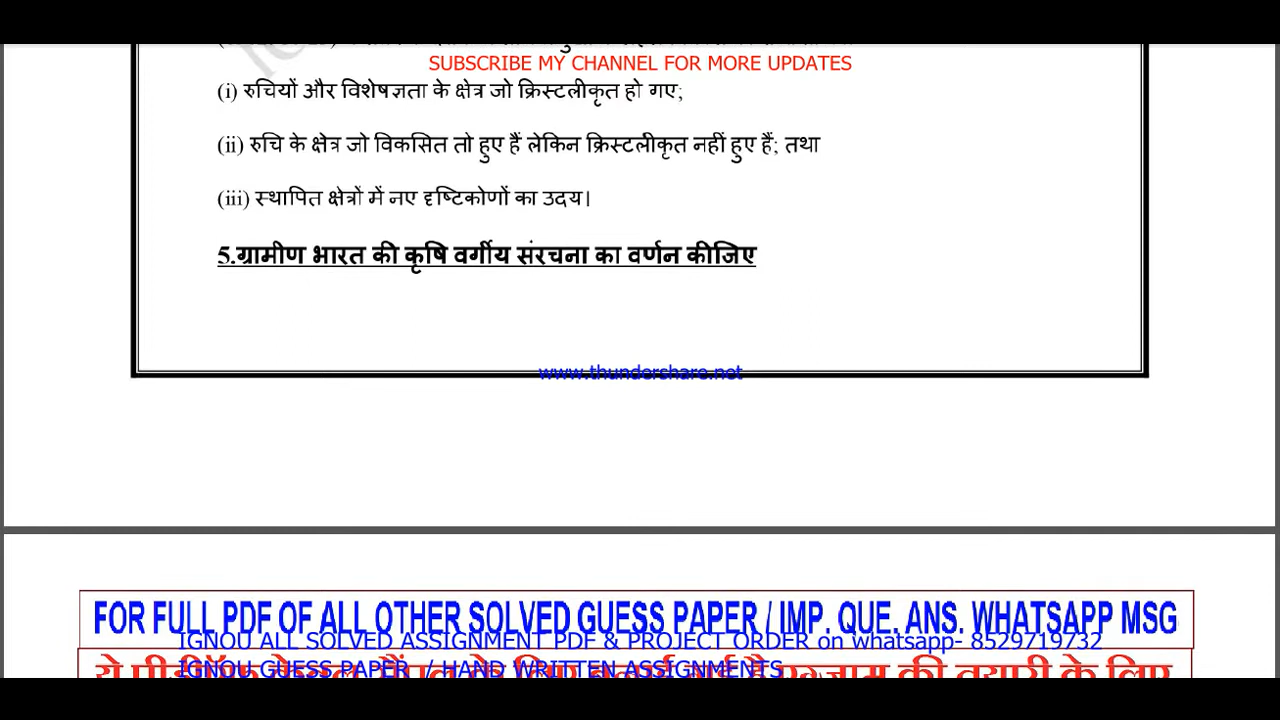 SUBSCRIBE MY CHANNEL FOR MORE UPDATES
(i) रुचियों और विशेषज्ञता के क्षेत्र जो क्रिस्टलीकृत हो गए;
(ii) रुचि के क्षेत्र जो विकसित तो हुए हैं लेकिन क्रिस्टलीकृत नहीं हुए हैं; तथा
(iii) स्थापित क्षेत्रों में नए दृष्टिकोणों का उदय।
5.ग्रामीण भारत की कृषि वर्गीय संरचना का वर्णन कीजिए
www.thundershare.net
FOR FULL PDF OF ALL OTHER SOLVED GUESS PAPER / IMP. QUE. ANS. WHATSAPP MSG
IGNOU ALL SOLVED ASSIGNMENT PDF & PROJECT ORDER on whatsapp- 8529719732
IGNOU GUESS PAPER / HAND WRITTEN ASSIGNMENTS